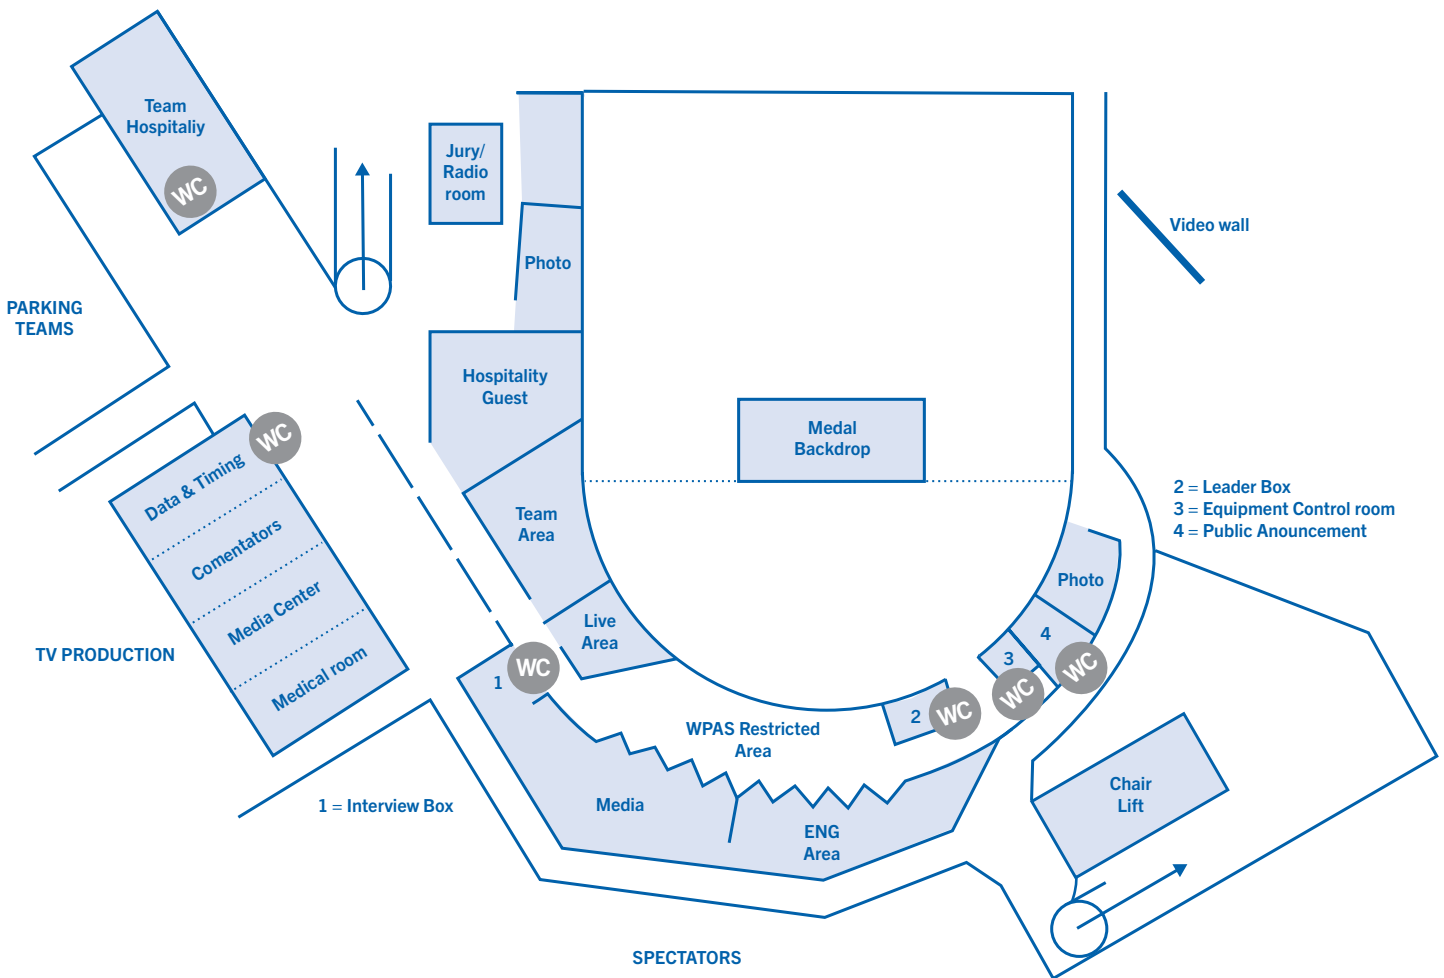 Team
Hospitaliy
WC
Jury/
Radio
room
Photo
Video wall
PARKING
TEAMS
Hospitality
Guest
Medal
Backdrop
WC
Data & Timing
Comentators
Media Center
Medical room
TV PRODUCTION
Team
Area
Live
Area
2 = Leader Box
3 = Equipment Control room
4 = Public Anouncement
Photo
4
WC
3
WC
1
WC
2
WC
WPAS Restricted
Area
1 = Interview Box
Media
ENG
Area
Chair
Lift
SPECTATORS